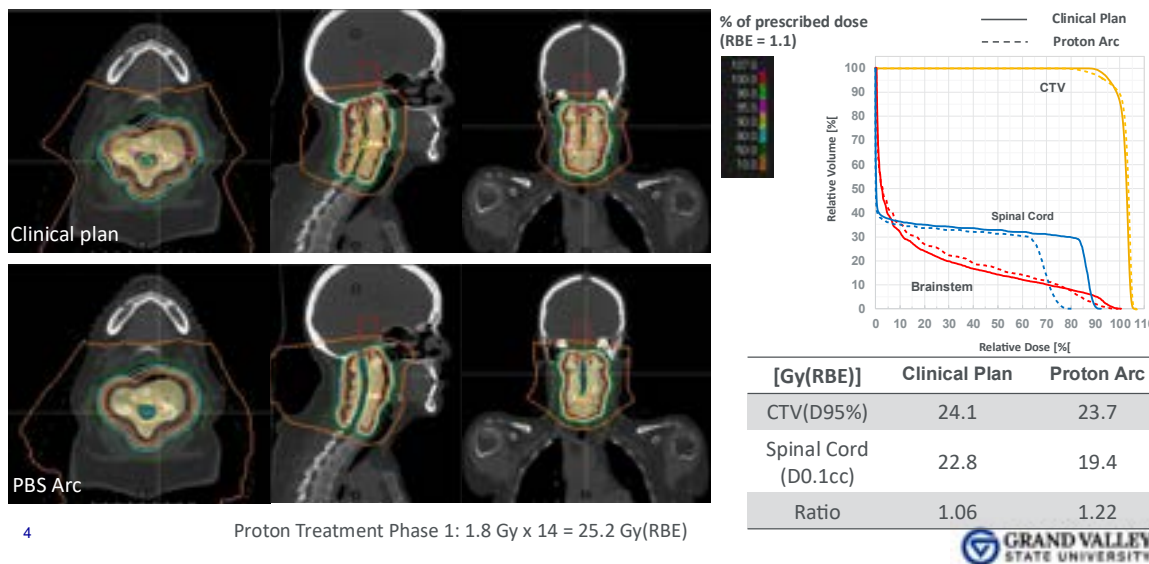 % of prescribed dose
(RBE = 1.1)
Clinical Plan
Proton Arc
100
90
80
70
60
50
40
30
20
10
0
Relative Volume [%[
CTV
Spinal Cord
Brainstem
0 10 20 30 40 50 60 70 80 90 100 110
Relative Dose [%[
Clinical plan
PBS Arc
[Gy(RBE)] Clinical Plan Proton Arc
CTV(D95%) 24.1 23.7
Spinal Cord
(D0.1cc) 22.8 19.4
Ratio 1.06 1.22
4
Proton Treatment Phase 1: 1.8 Gy x 14 = 25.2 Gy(RBE)
GRAND VALLEY
STATE UNIVERSITY